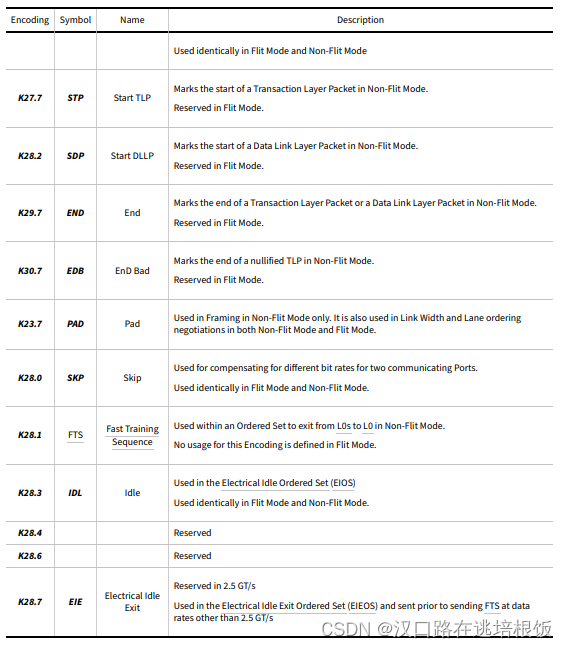 Encoding Symbol Name Description
Used identically in Flit Mode and Non-Flit Mode
K27.7 STP Start TLP
Marks the start of a Transaction Layer Packet in Non-Flit Mode.
Reserved in Flit Mode.
K28.2 SDP Start DLLP
Marks the start of a Data Link Layer Packet in Non-Flit Mode.
Reserved in Flit Mode.
K29.7 END End
Marks the end of a Transaction Layer Packet or a Data Link Layer Packet in Non-Flit Mode.
Reserved in Flit Mode.
K30.7 EDB EnD Bad
Marks the end of a nullified TLP in Non-Flit Mode.
Reserved in Flit Mode.
K23.7 PAD Pad
Used in Framing in Non-Flit Mode only. It is also used in Link Width and Lane ordering
negotiations in both Non-Flit Mode and Flit Mode.
K28.0 SKP Skip
Used for compensating for different bit rates for two communicating Ports.
Used identically in Flit Mode and Non-Flit Mode.
K28.1 FTS
Fast Training
Sequence
Used within an Ordered Set to exit from L0s to L0 in Non-Flit Mode.
No usage for this Encoding is defined in Flit Mode.
K28.3 IDL Idle
Used in the Electrical Idle Ordered Set (EIOS)
Used identically in Flit Mode and Non-Flit Mode.
K28.4 Reserved
K28.6 Reserved
K28.7 EIE
Electrical Idle
Exit
Reserved in 2.5 GT/s
Used in the Electrical Idle Exit Ordered Set (EIEOS) and sent prior to sending FTS at data
rates other than 2.5 GT/s
CSDN @汉口路在逃培根饭